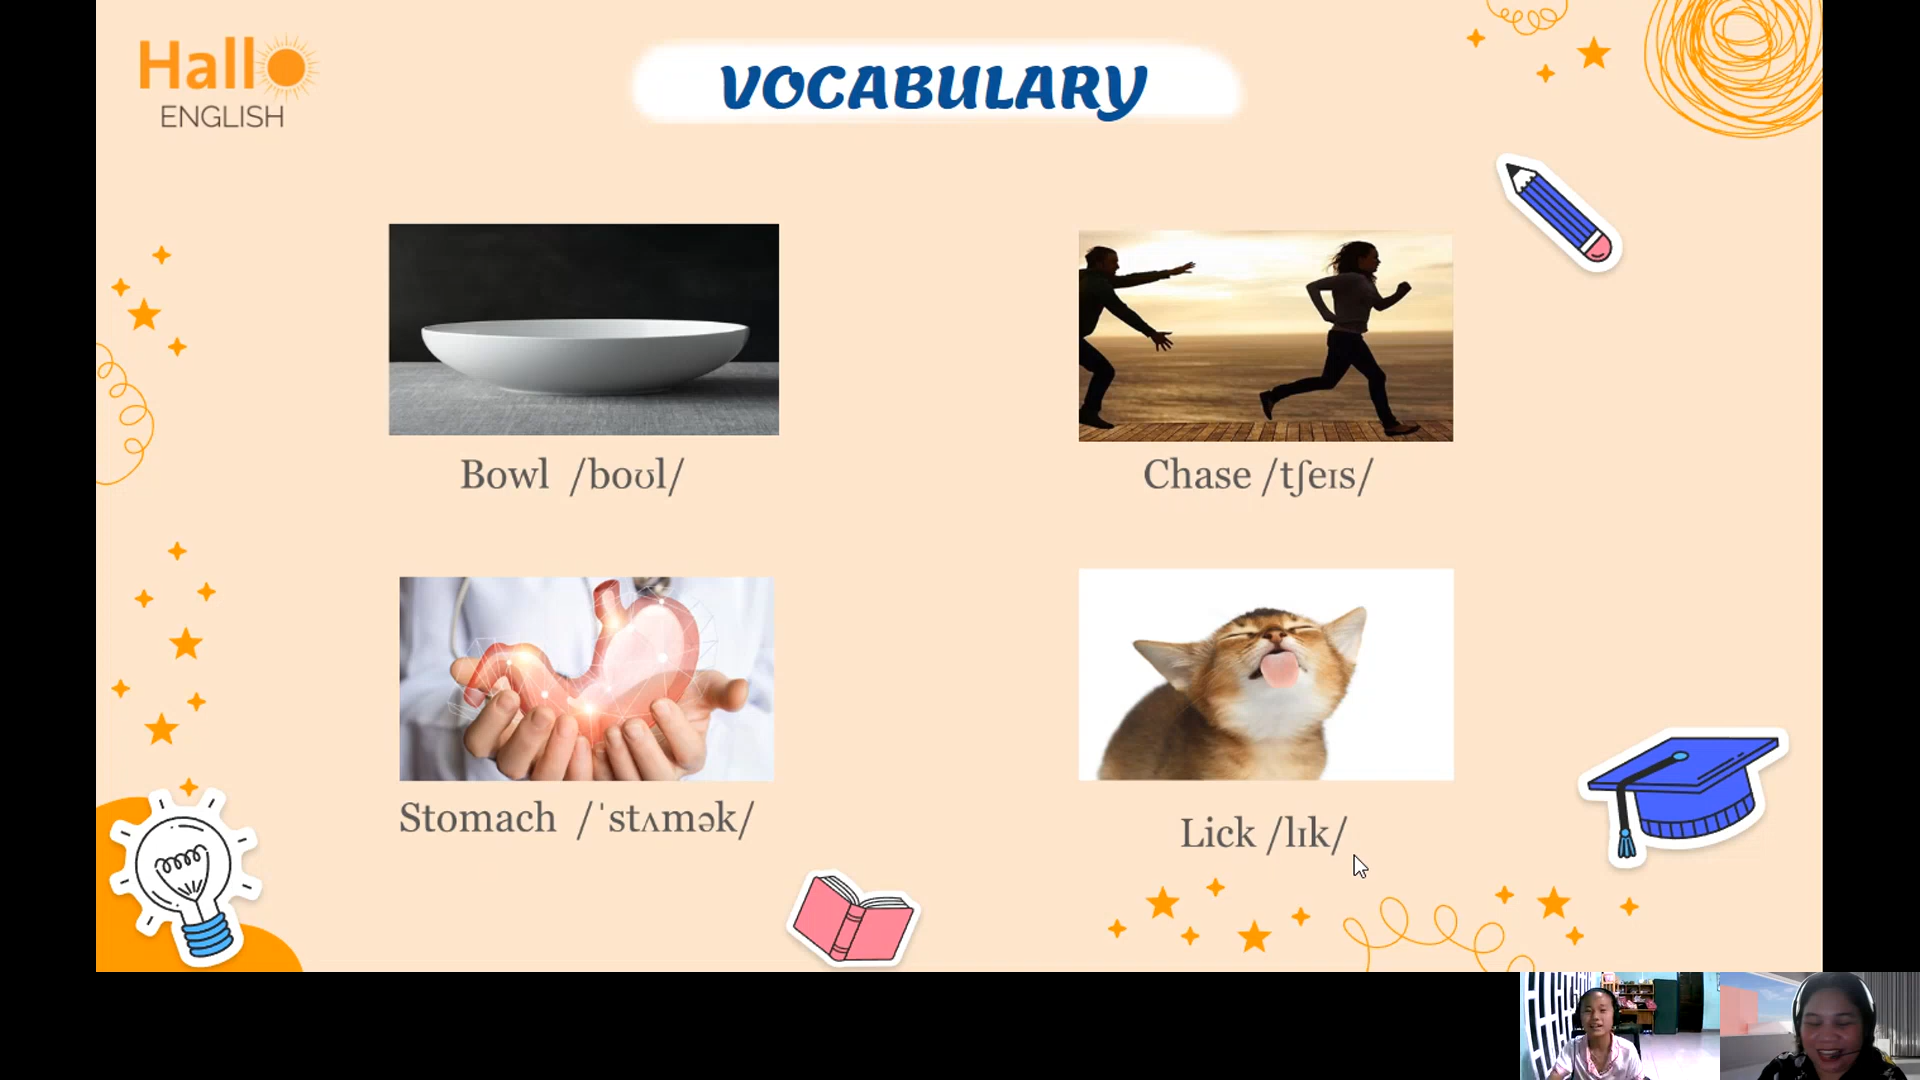 Hallo
ENGLISH
VOCABULARY
Bowl /boʊl/
Chase /tʃeɪs/
Stomach /ˈstʌmək/
Lick /lɪk/